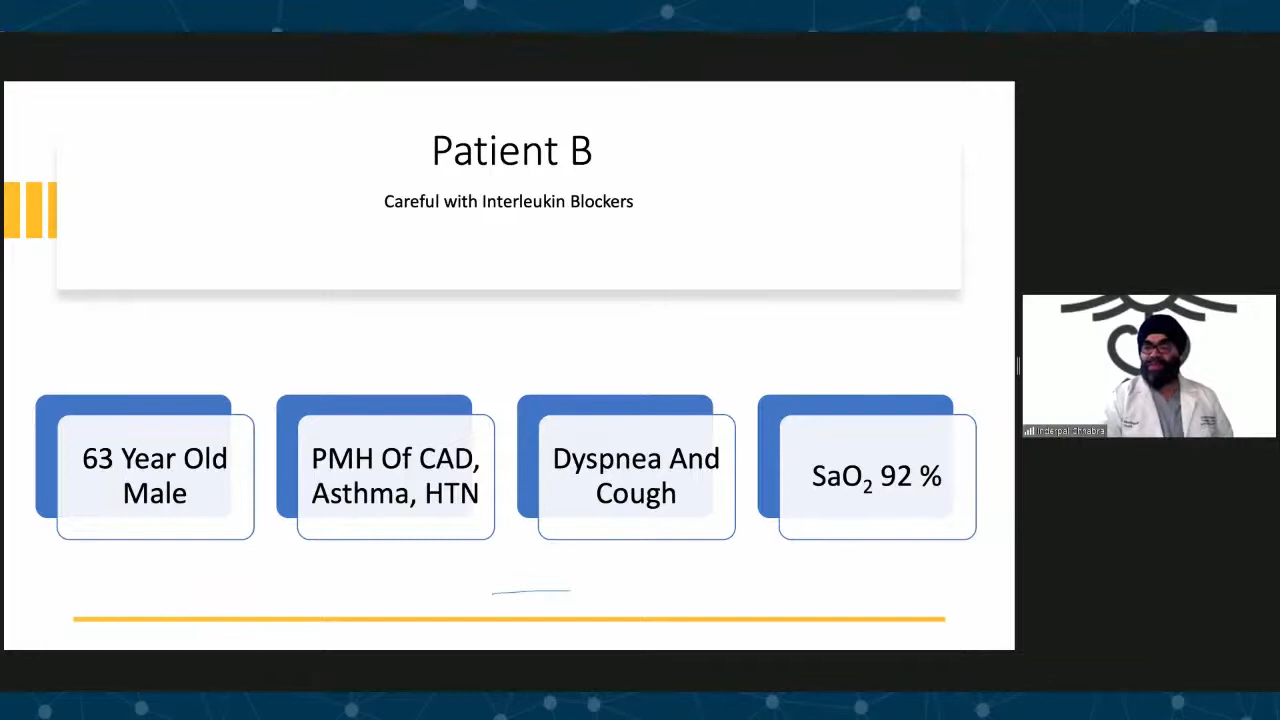 Patient B
Careful with Interleukin Blockers
63 Year Old
Male
PMH Of CAD,
Asthma, HTN
Dyspnea And
Cough
SaO₂ 92 %
Inderpal Chhabra